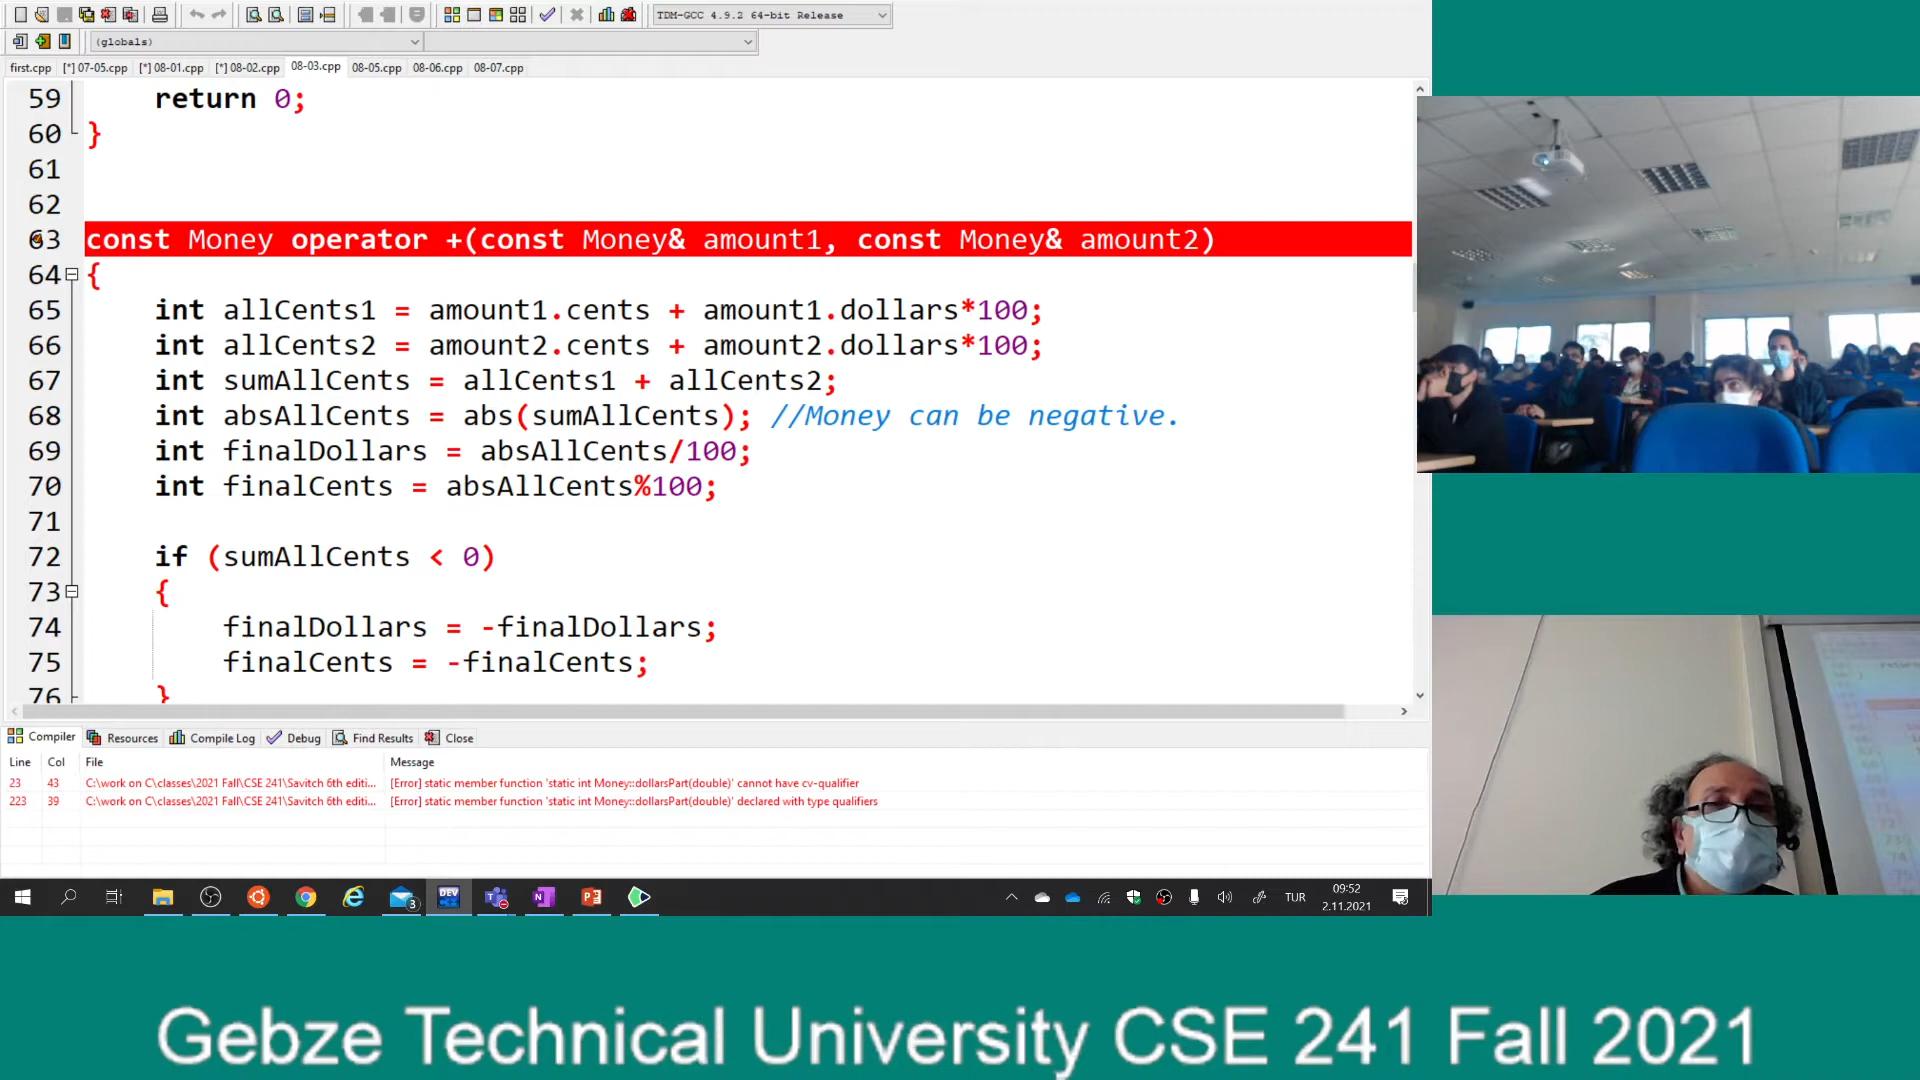 TDM-GCC 4.9.2 64-bit Release
(globals)
first.cpp [*] 07-05.cpp [*] 08-01.cpp [*] 08-02.cpp 08-03.cpp 08-05.cpp 08-06.cpp 08-07.cpp
59 return 0;
60 }
61
62
63 const Money operator +(const Money& amount1, const Money& amount2)
64 {
65 int allCents1 = amount1.cents + amount1.dollars*100;
66 int allCents2 = amount2.cents + amount2.dollars*100;
67 int sumAllCents = allCents1 + allCents2;
68 int absAllCents = abs(sumAllCents); //Money can be negative.
69 int finalDollars = absAllCents/100;
70 int finalCents = absAllCents%100;
71
72 if (sumAllCents < 0)
73 {
74 finalDollars = -finalDollars;
75 finalCents = -finalCents;
76 }
Compiler Resources Compile Log Debug Find Results Close
Line Col File Message
23 43 C:\work on C\classes\2021 Fall\CSE 241\Savitch 6th editi... [Error] static member function 'static int Money::dollarsPart(double)' cannot have cv-qualifier
223 39 C:\work on C\classes\2021 Fall\CSE 241\Savitch 6th editi... [Error] static member function 'static int Money::dollarsPart(double)' declared with type qualifiers
DEV
3
TUR
09:52
2.11.2021
Gebze Technical University CSE 241 Fall 2021